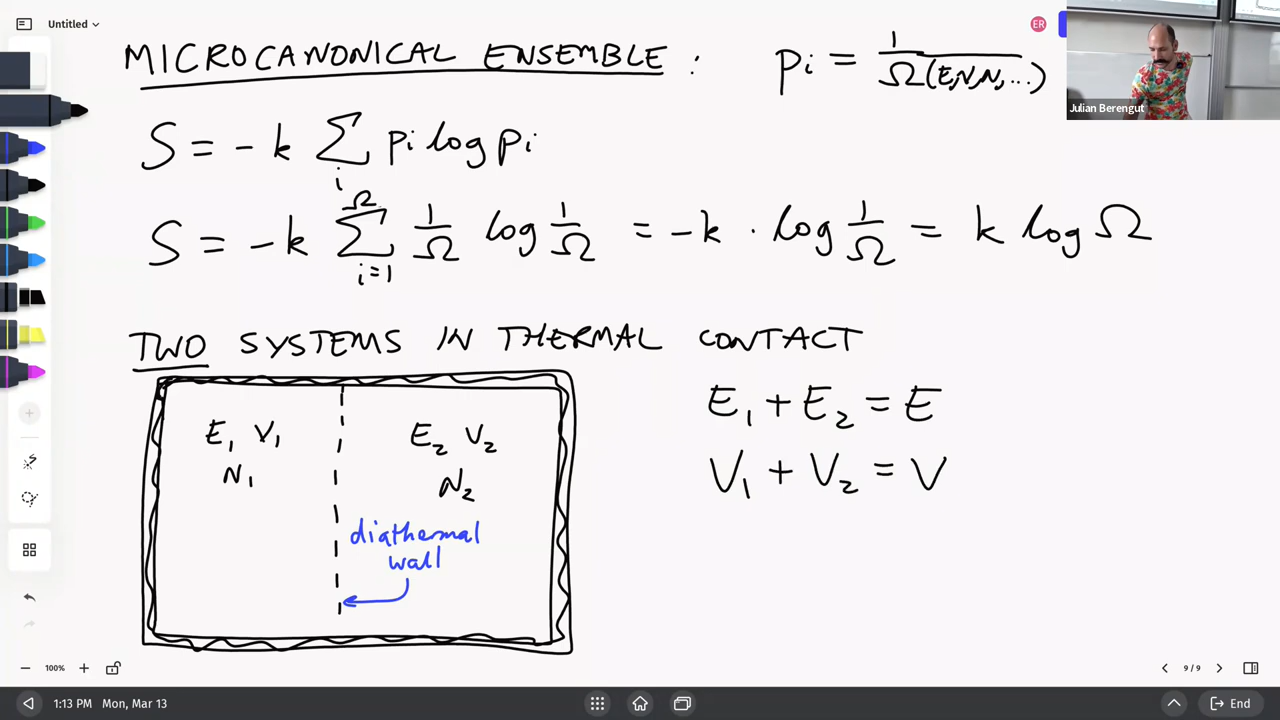 Untitled
ER
MICROCANONICAL ENSEMBLE : pi = 1/Ω(E,V,N,...)
Julian Berengut
S = -k Σ_i pi log pi
S = -k Σ_{i=1}^{Ω} 1/Ω log 1/Ω = -k · log 1/Ω = k log Ω
TWO SYSTEMS IN THERMAL CONTACT
E₁ V₁
N₁
E₂ V₂
N₂
diathermal
wall
E₁ + E₂ = E
V₁ + V₂ = V
100%
9/9
1:13 PM Mon, Mar 13
End